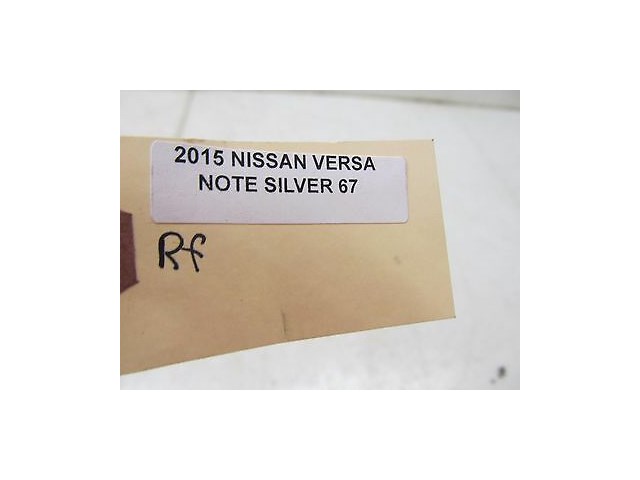 2015 NISSAN VERSA
NOTE SILVER 67
Rf